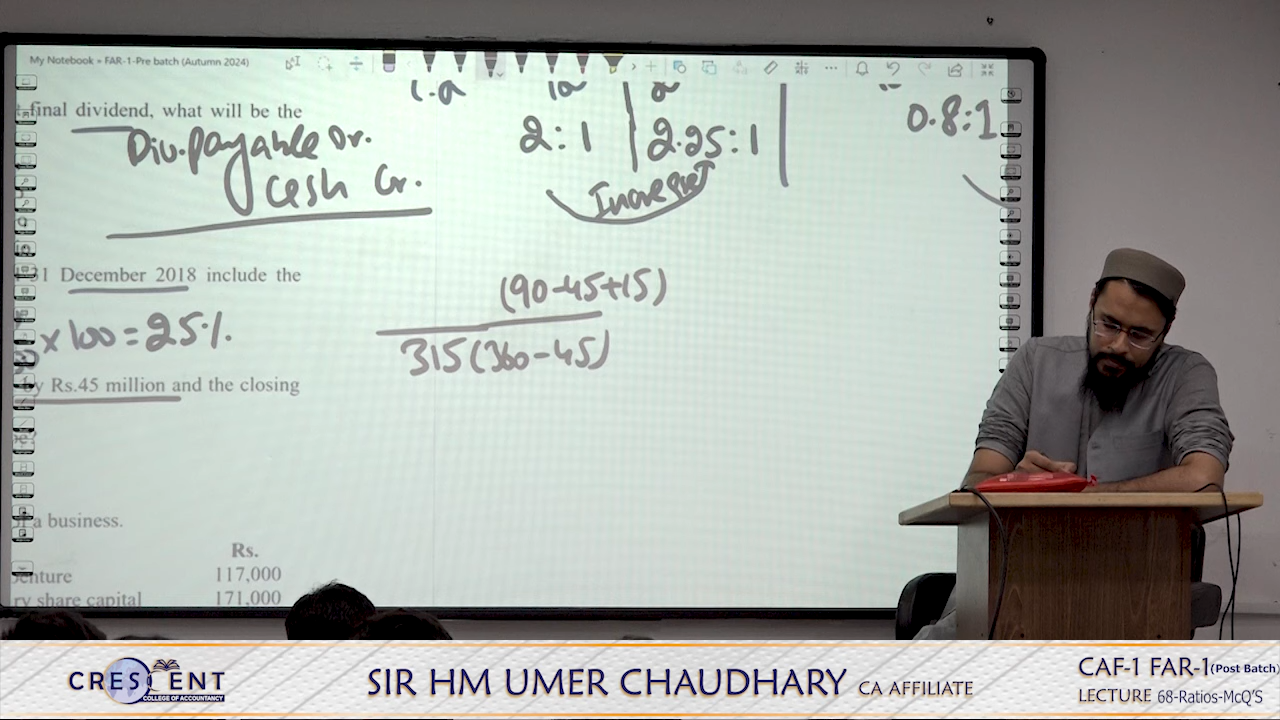 My Notebook » FAR-1-Pre batch (Autumn 2024)
final dividend, what will be the
Div. payable Dr.
Cash Cr.
2:1 | 2.25:1
0.8:1
31 December 2018 include the
x 100 = 25%
(90-45+15)
315(360-45)
by Rs.45 million and the closing
a business.
Rs.
117,000
share capital 171,000
CRESCENT
COLLEGE OF ACCOUNTANCY
SIR HM UMER CHAUDHARY CA AFFILIATE
CAF-1 FAR-1(Post Batch)
LECTURE 68-Ratios-McQ'S